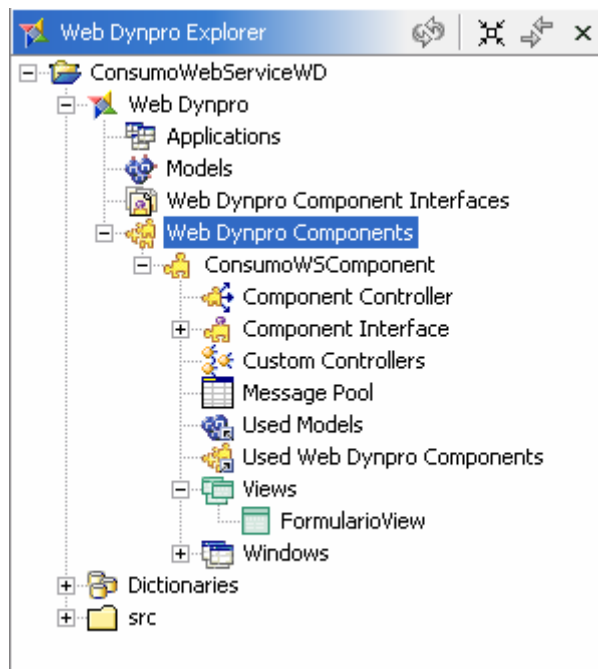 Web Dynpro Explorer
ConsumoWebServiceWD
Web Dynpro
Applications
Models
Web Dynpro Component Interfaces
Web Dynpro Components
ConsumoWSComponent
Component Controller
Component Interface
Custom Controllers
Message Pool
Used Models
Used Web Dynpro Components
Views
FormularioView
Windows
Dictionaries
src